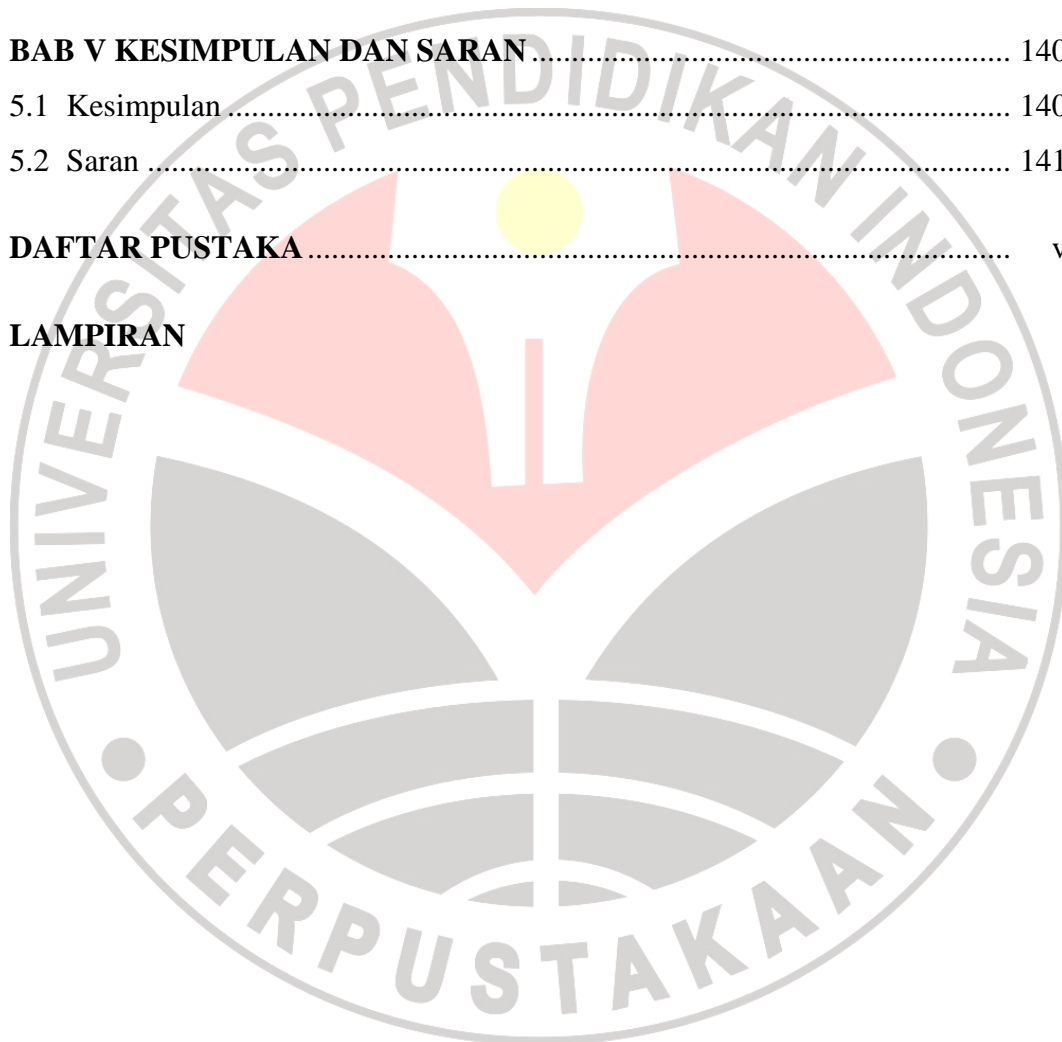 BAB V KESIMPULAN DAN SARAN ............................................................ 140
5.1 Kesimpulan .................................................................................................. 140
5.2 Saran ............................................................................................................ 141
DAFTAR PUSTAKA ........................................................................................ v
LAMPIRAN
UNIVERSITAS PENDIDIKAN INDONESIA
PERPUSTAKAAN